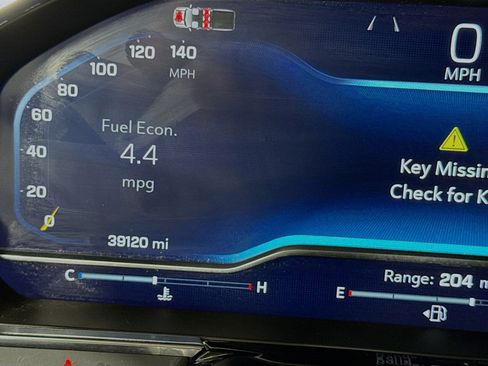 120 140
100 MPH
80
60
40
20
0
Fuel Econ.
4.4
mpg
39120 mi
C H
0
MPH
Key Missin
Check for K
Range: 204 m
E